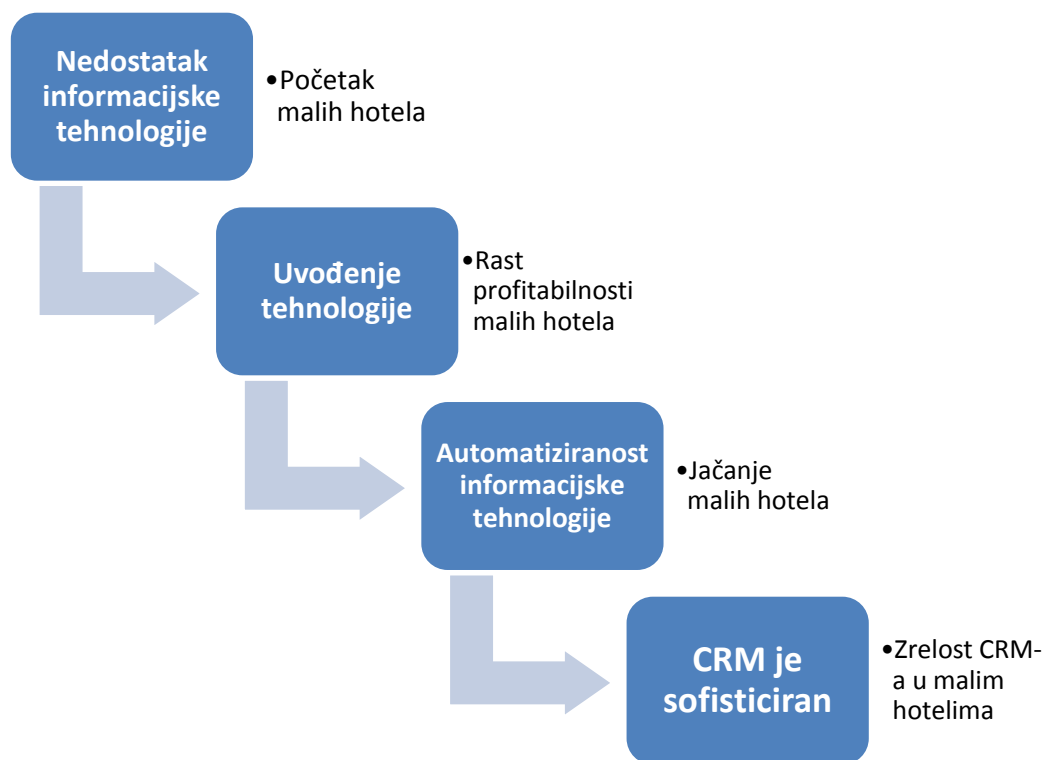 Nedostatak
informacijske
tehnologije
•Početak
malih hotela
Uvođenje
tehnologije
•Rast
profitabilnosti
malih hotela
Automatiziranost
informacijske
tehnologije
•Jačanje
malih hotela
CRM je
sofisticiran
•Zrelost CRM-
a u malim
hotelima